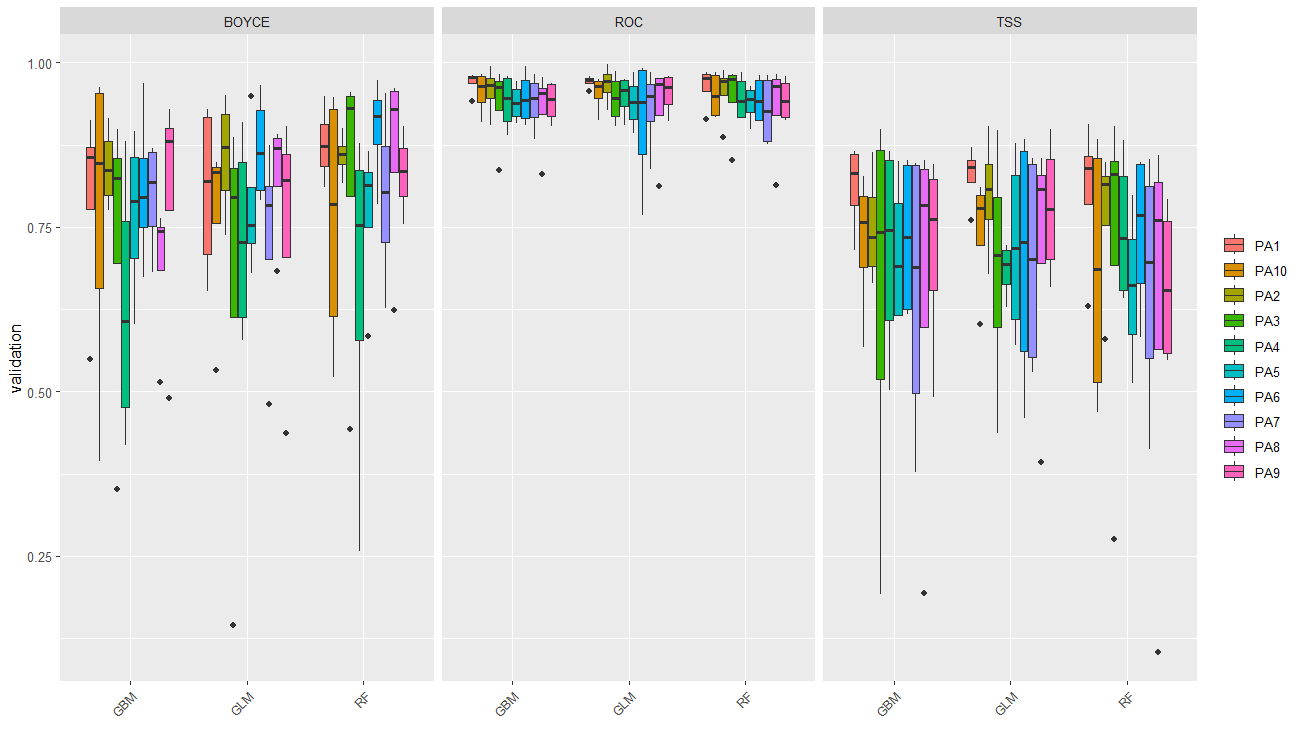 BOYCE
ROC
TSS
validation
1.00
0.75
0.50
0.25
GBM
GLM
RF
GBM
GLM
RF
GBM
GLM
RF
PA1
PA10
PA2
PA3
PA4
PA5
PA6
PA7
PA8
PA9